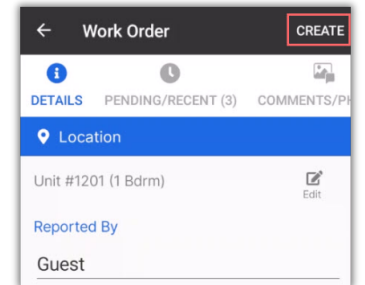 Work Order CREATE
DETAILS PENDING/RECENT (3) COMMENTS/PH
Location
Unit #1201 (1 Bdrm)
Edit
Reported By
Guest